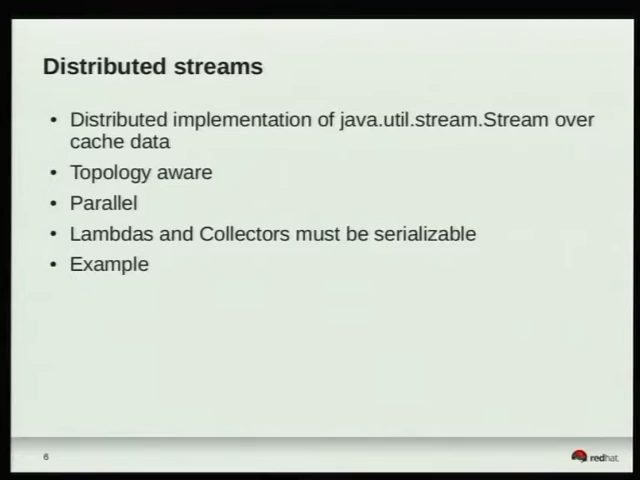 Distributed streams
• Distributed implementation of java.util.stream.Stream over
cache data
• Topology aware
• Parallel
• Lambdas and Collectors must be serializable
• Example
6
redhat.